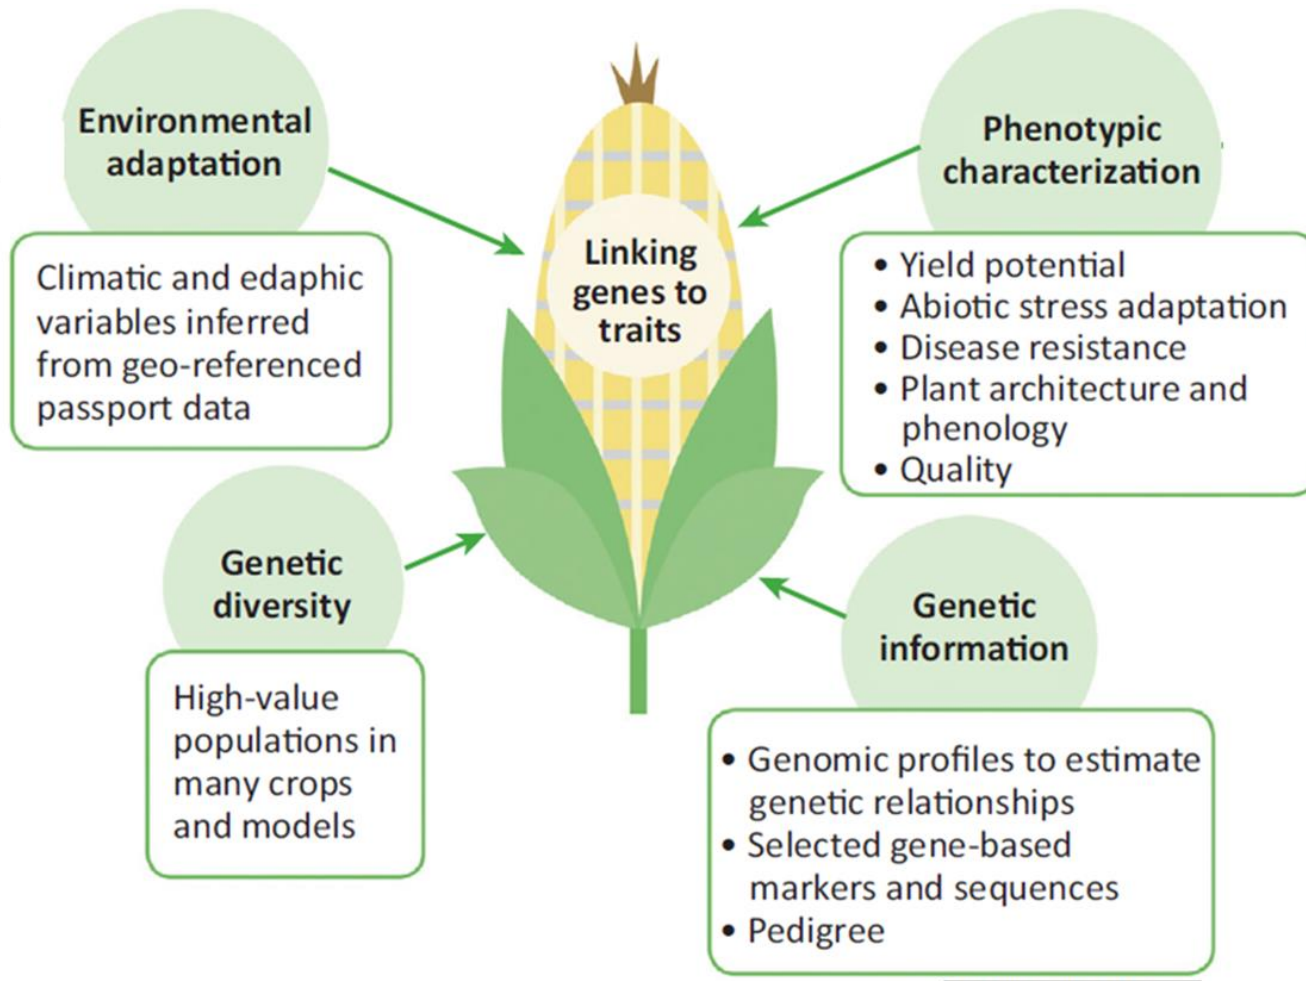 Environmental
adaptation
Climatic and edaphic
variables inferred
from geo-referenced
passport data
Linking
genes to
traits
Phenotypic
characterization
• Yield potential
• Abiotic stress adaptation
• Disease resistance
• Plant architecture and
phenology
• Quality
Genetic
diversity
High-value
populations in
many crops
and models
Genetic
information
• Genomic profiles to estimate
genetic relationships
• Selected gene-based
markers and sequences
• Pedigree